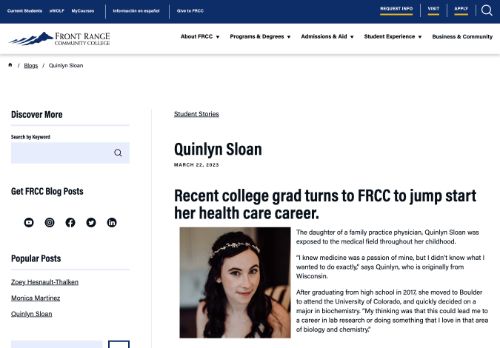 Current Students eWOLF MyCourses Información en español Give to FRCC REQUEST INFO VISIT APPLY
FRONT RANGE
COMMUNITY COLLEGE
About FRCC Programs & Degrees Admissions & Aid Student Experience Business & Community
/ Blogs / Quinlyn Sloan
Discover More
Search by Keyword
Get FRCC Blog Posts
Popular Posts
Zoey Hesnault-Thalken
Monica Martinez
Quinlyn Sloan
Student Stories
Quinlyn Sloan
MARCH 22, 2023
Recent college grad turns to FRCC to jump start
her health care career.
The daughter of a family practice physician, Quinlyn Sloan was
exposed to the medical field throughout her childhood.
“I knew medicine was a passion of mine, but I didn’t know what I
wanted to do exactly,” says Quinlyn, who is originally from
Wisconsin.
After graduating from high school in 2017, she moved to Boulder
to attend the University of Colorado, and quickly decided on a
major in biochemistry. “My thinking was that this could lead me to
a career in lab research or doing something that I love in that area
of biology and chemistry.”